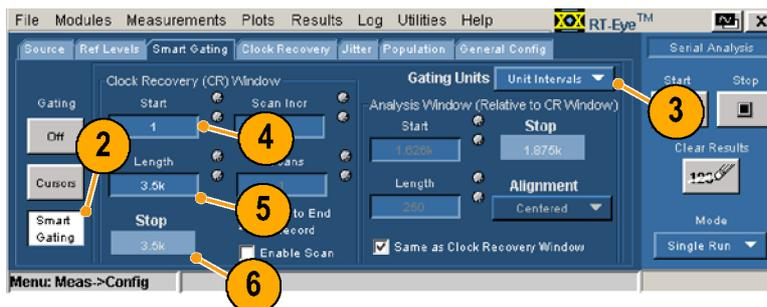 File Modules Measurements Plots Results Log Utilities Help RT-Eye™ X
Source Ref Levels Smart Gating Clock Recovery Jitter Population General Config
Serial Analysis
Clock Recovery (CR) Window
Gating Units Unit Intervals
Start Stop
Gating
Start
Scan Incr
Analysis Window (Relative to CR Window)
3
Off
1
4
Start
Stop
2
1.626k
1.875k
Clear Results
Length
Length
Alignment
123
Cursors
3.5k
5
250
Centered
Smart Gating
Stop
to End
Mode
3.5k
Enable Scan
Same as Clock Recovery Window
Single Run
6
Menu: Meas->Config